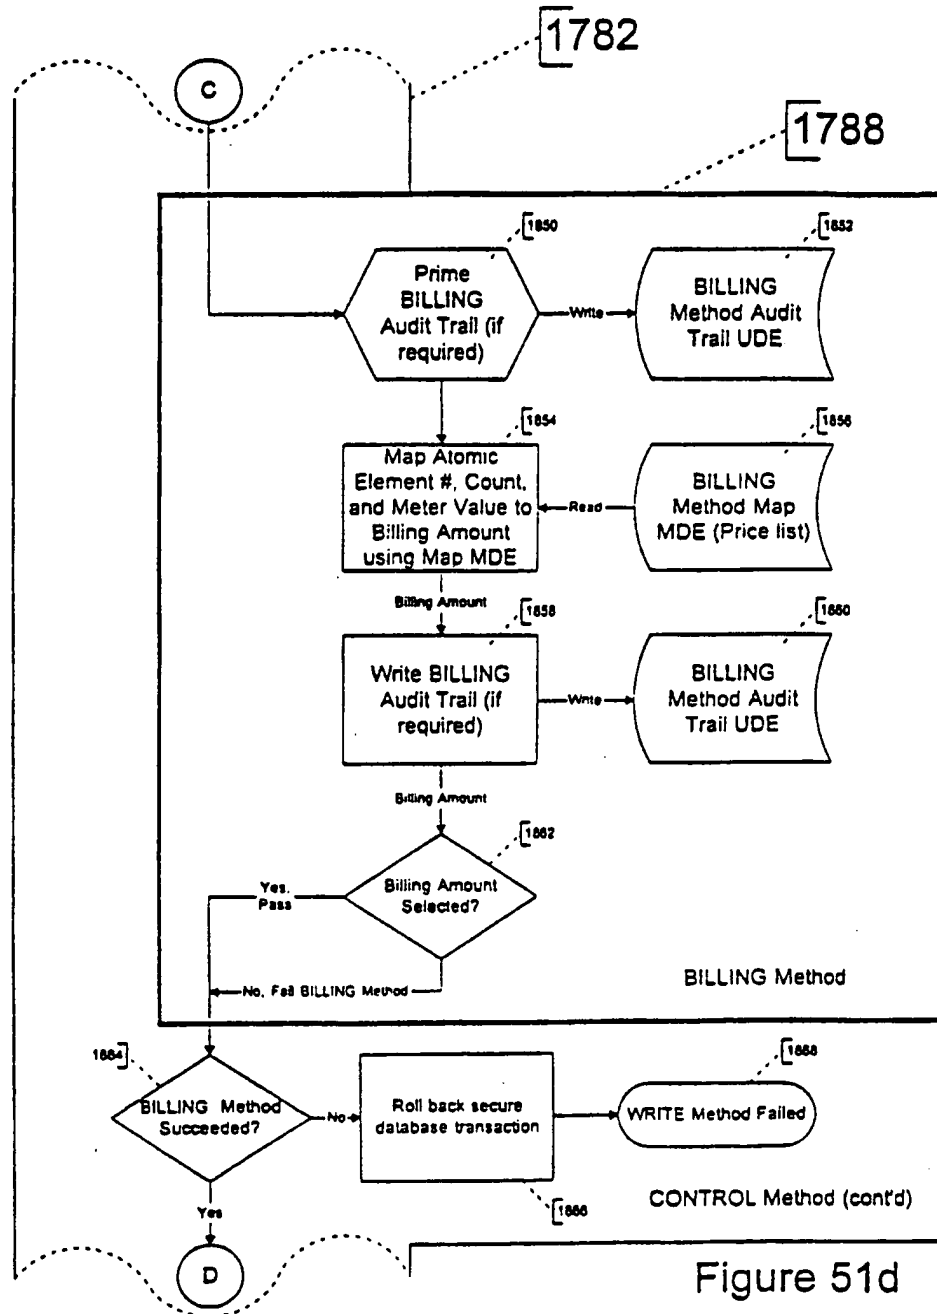 1782
C
1788
1850
Prime
BILLING
Audit Trail (if
required)
Write
1852
BILLING
Method Audit
Trail UDE
1854
Map Atomic
Element #, Count,
and Meter Value to
Billing Amount
using Map MDE
Read
1856
BILLING
Method Map
MDE (Price list)
Billing Amount
1858
Write BILLING
Audit Trail (if
required)
Write
1860
BILLING
Method Audit
Trail UDE
Billing Amount
1862
Billing Amount
Selected?
Yes,
Pass
No, Fail BILLING Method
BILLING Method
1864
BILLING Method
Succeeded?
No
Roll back secure
database transaction
1866
1868
WRITE Method Failed
CONTROL Method (cont'd)
Yes
D
Figure 51d